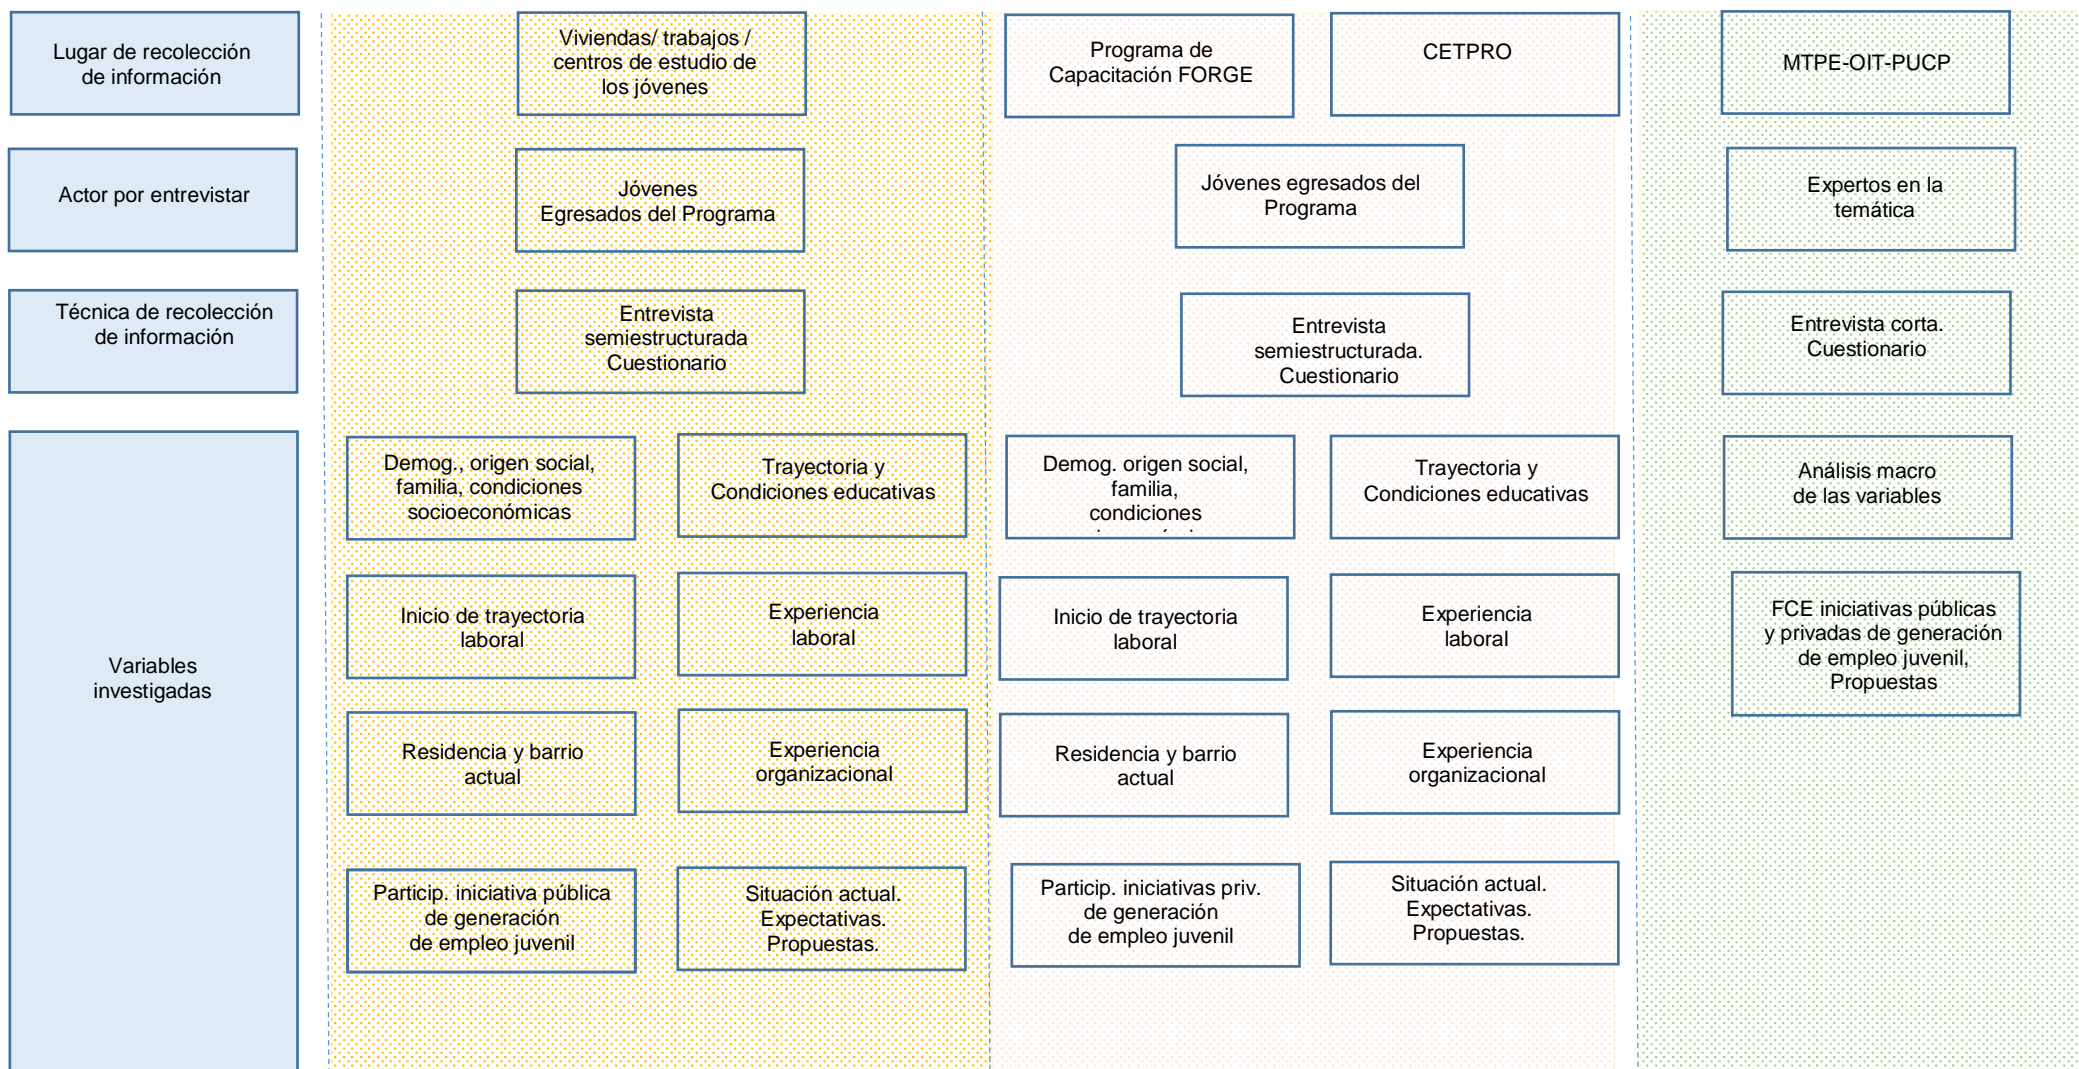 Lugar de recolección
de información
Viviendas/ trabajos /
centros de estudio de
los jóvenes
Programa de
Capacitación FORGE
CETPRO
MTPE-OIT-PUCP
Actor por entrevistar
Jóvenes
Egresados del Programa
Jóvenes egresados del
Programa
Expertos en la
temática
Técnica de recolección
de información
Entrevista
semiestructurada
Cuestionario
Entrevista
semiestructurada.
Cuestionario
Entrevista corta.
Cuestionario
Variables
investigadas
Demog., origen social,
familia, condiciones
socioeconómicas
Trayectoria y
Condiciones educativas
Demog. origen social,
familia,
condiciones
Trayectoria y
Condiciones educativas
Análisis macro
de las variables
Inicio de trayectoria
laboral
Experiencia
laboral
Inicio de trayectoria
laboral
Experiencia
laboral
FCE iniciativas públicas
y privadas de generación
de empleo juvenil,
Propuestas
Residencia y barrio
actual
Experiencia
organizacional
Residencia y barrio
actual
Experiencia
organizacional
Particip. iniciativa pública
de generación
de empleo juvenil
Situación actual.
Expectativas.
Propuestas.
Particip. iniciativas priv.
de generación
de empleo juvenil
Situación actual.
Expectativas.
Propuestas.